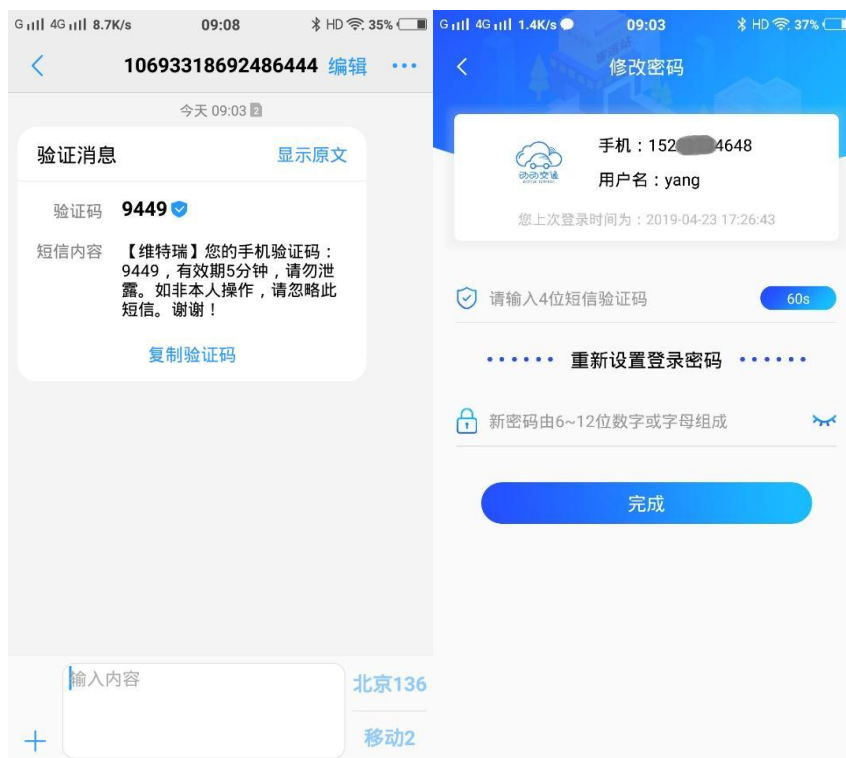 G 4G 8.7K/s 09:08 HD 35%
10693318692486444 编辑 ···
今天 09:03 2
验证消息 显示原文
验证码 9449
短信内容 【维特瑞】您的手机验证码：
9449，有效期5分钟，请勿泄
露。如非本人操作，请忽略此
短信。谢谢！
复制验证码
输入内容
北京136
移动2
G 4G 1.4K/s 09:03 HD 37%
修改密码
手机：152 4648
动动交通
用户名：yang
您上次登录时间为：2019-04-23 17:26:43
请输入4位短信验证码 60s
······ 重新设置登录密码 ······
新密码由6~12位数字或字母组成
完成